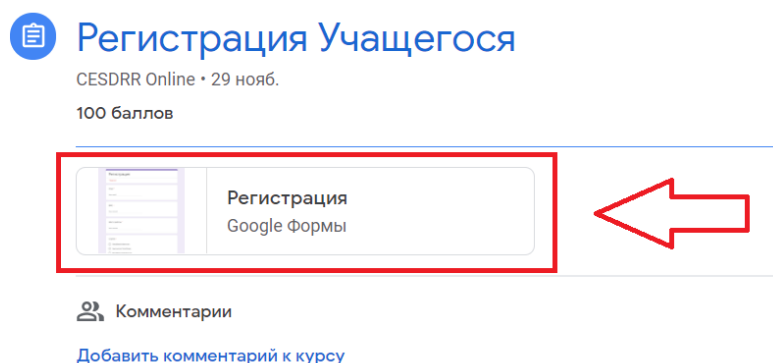 Регистрация Учащегося
CESDRR Online • 29 нояб.
100 баллов
Регистрация
Google Формы
Комментарии
Добавить комментарий к курсу